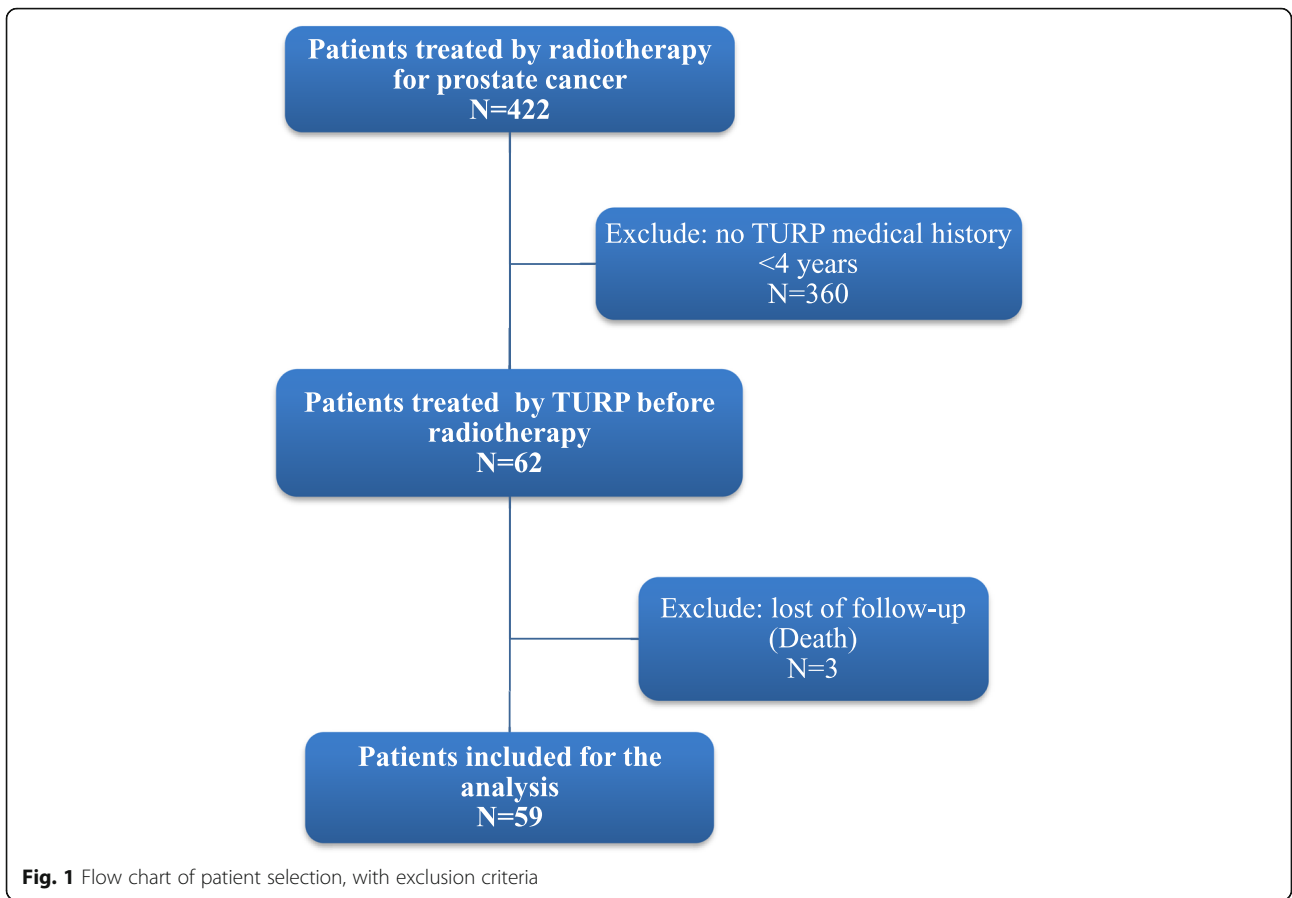 Patients treated by radiotherapy
for prostate cancer
N=422
Exclude: no TURP medical history
<4 years
N=360
Patients treated by TURP before
radiotherapy
N=62
Exclude: lost of follow-up
(Death)
N=3
Patients included for the
analysis
N=59
Fig. 1 Flow chart of patient selection, with exclusion criteria